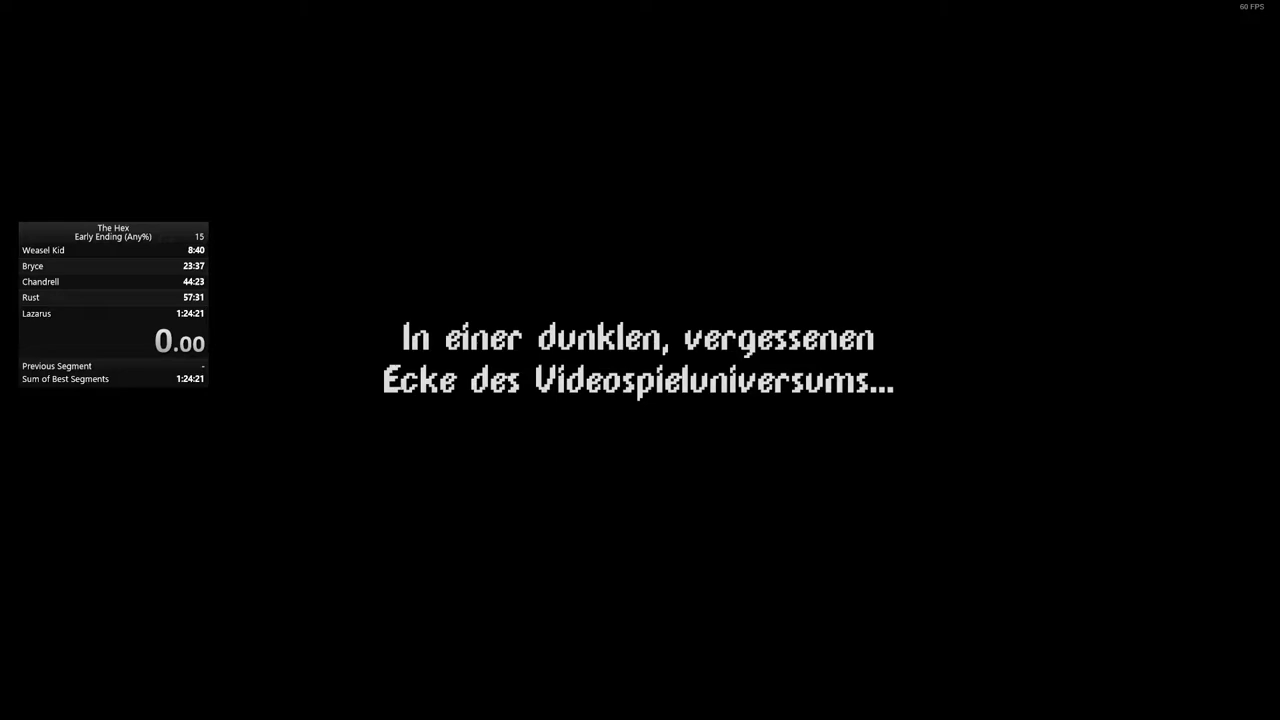 60 FPS
The Hex
Early Ending (Any%) 15
Weasel Kid 8:40
Bryce 23:37
Chandrell 44:23
Rust 57:31
Lazarus 1:24:21
0.00
Previous Segment -
Sum of Best Segments 1:24:21
In einer dunklen, vergessenen
Ecke des Videospieluniversums...